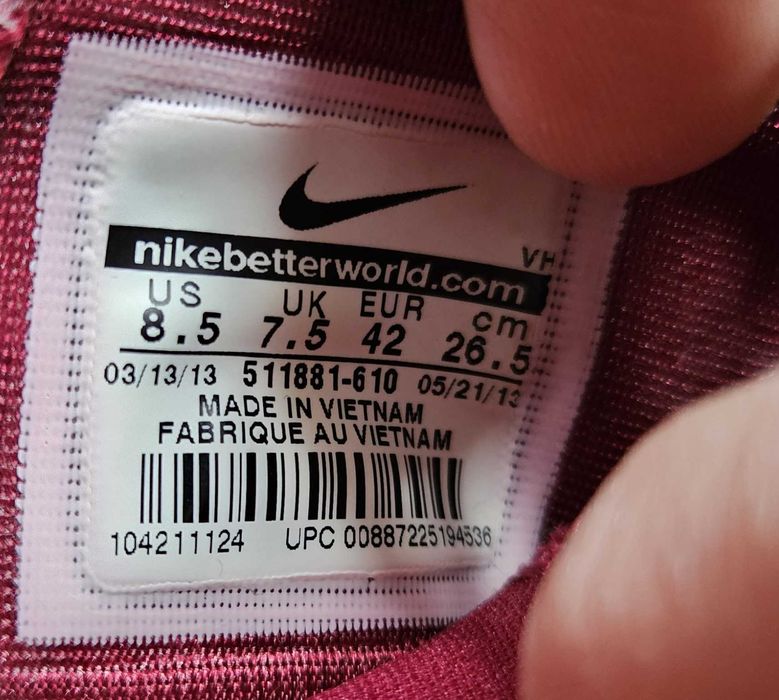 VH
nikebetterworld.com
US UK EUR cm
8.5 7.5 42 26.5
03/13/13 511881-610 05/21/13
MADE IN VIETNAM
FABRIQUE AU VIETNAM
104211124 UPC 00887225194536